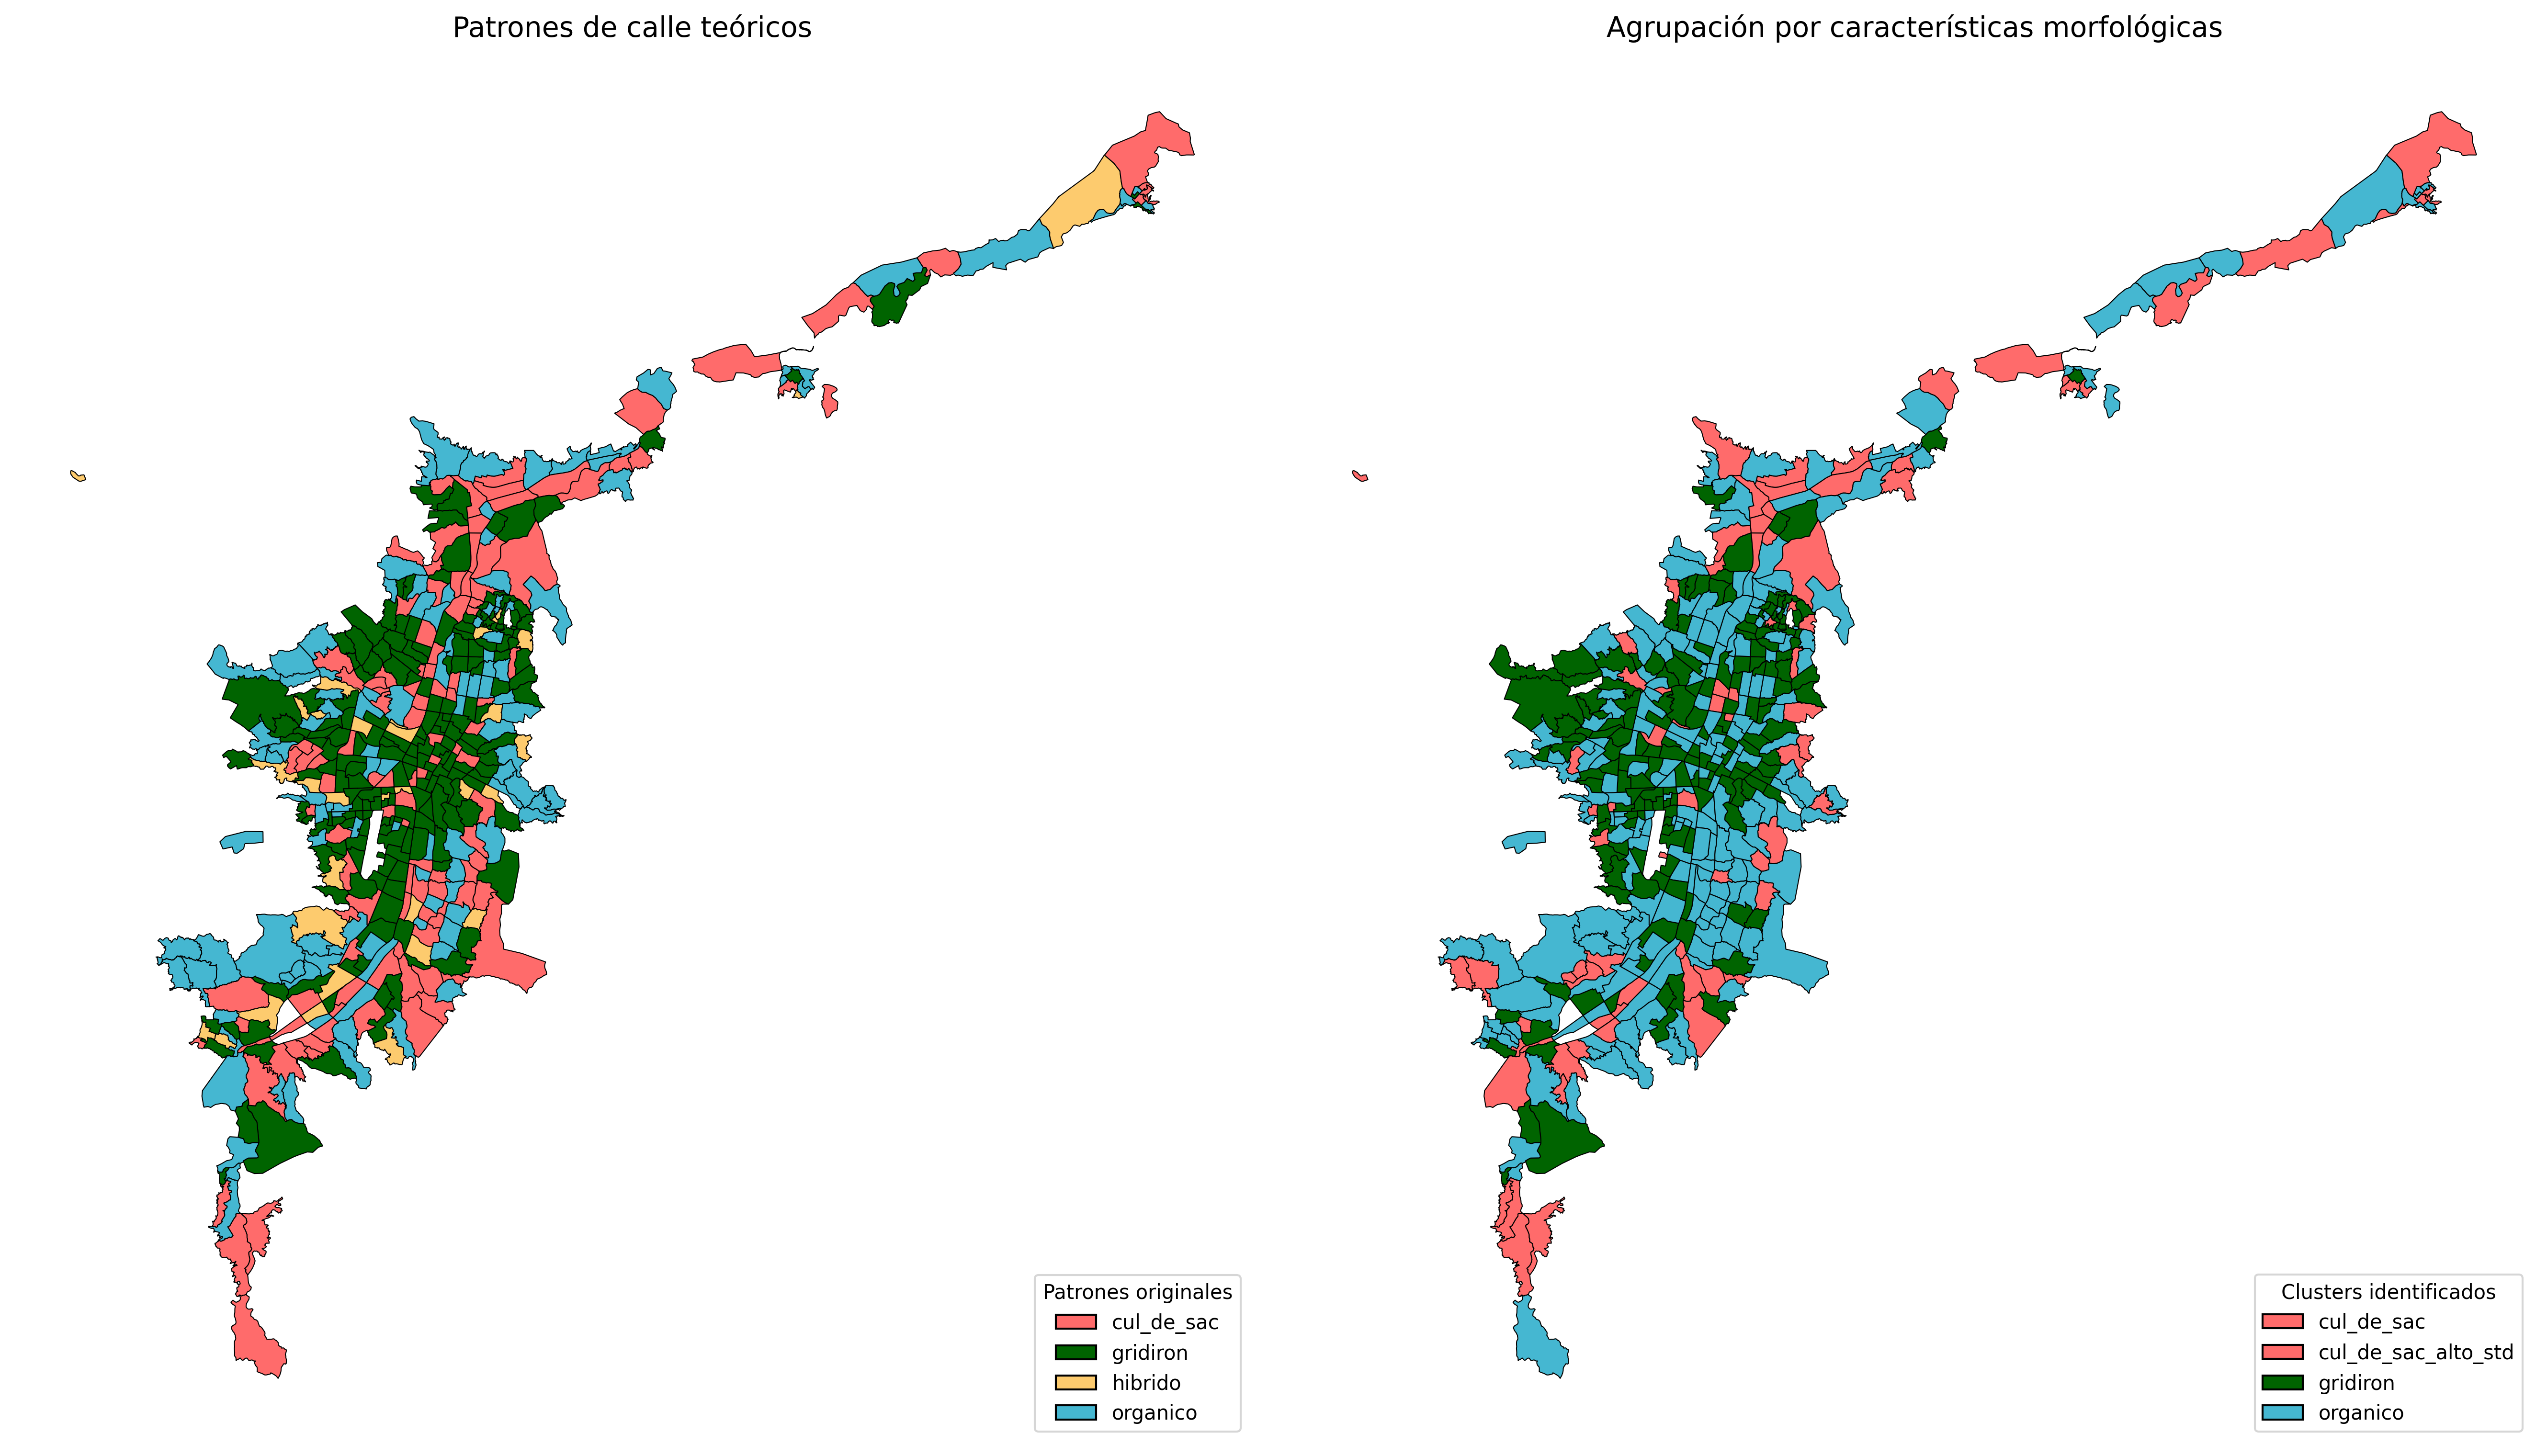 Patrones de calle teóricos
Agrupación por características morfológicas
Patrones originales
cul_de_sac
gridiron
hibrido
organico
Clusters identificados
cul_de_sac
cul_de_sac_alto_std
gridiron
organico